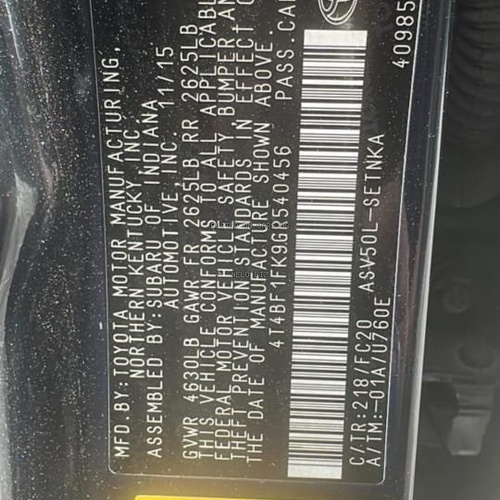 MFD.BY:TOYOTA MOTOR MANUFACTURING,
NORTHERN KENTUCKY, INC.
ASSEMBLED BY:SUBARU OF INDIANA
AUTOMOTIVE, INC. 11/15
GVWR 4630LB GAWR FR 2625LB RR 2625LB
THIS VEHICLE CONFORMS TO ALL APPLICABL
FEDERAL MOTOR VEHICLE SAFETY BUMPER AN
THEFT PREVENTION STANDARDS IN EFFECT O
THE DATE OF MANUFACTURE SHOWN ABOVE.
4T4BF1FK9GR540456 PASS.CAR
C/TR:218/FC20 ASV50L-SETNKA
A/TM:-01A/U760E
40985